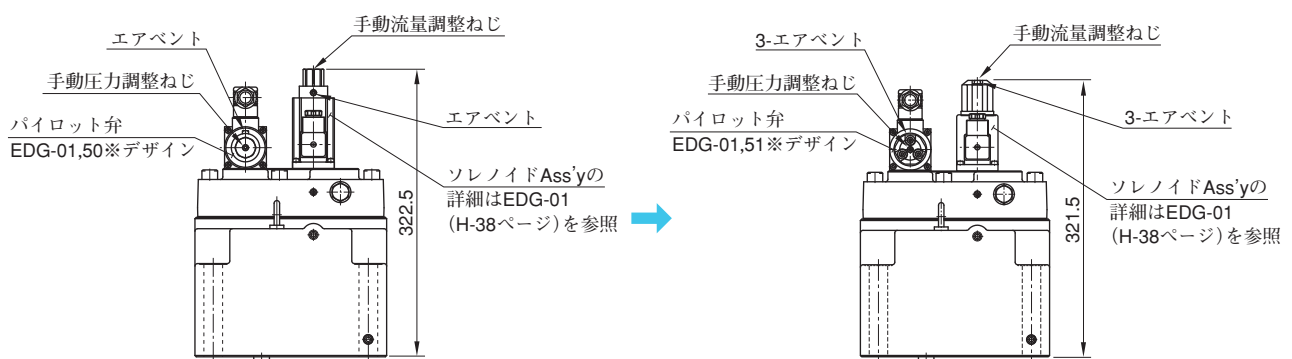 手動流量調整ねじ
エアベント
手動圧力調整ねじ
パイロット弁
EDG-01,50※デザイン
エアベント
ソレノイドAss'yの
詳細はEDG-01
(H-38ページ)を参照
322.5
手動流量調整ねじ
3-エアベント
手動圧力調整ねじ
パイロット弁
EDG-01,51※デザイン
3-エアベント
ソレノイドAss'yの
詳細はEDG-01
(H-38ページ)を参照
321.5